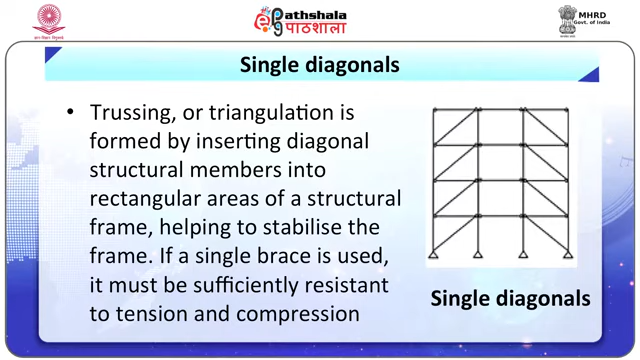 ePathshala
पाठशाला
MHRD
Govt. of India
Single diagonals
• Trussing, or triangulation is
formed by inserting diagonal
structural members into
rectangular areas of a structural
frame, helping to stabilise the
frame. If a single brace is used,
it must be sufficiently resistant
to tension and compression
Single diagonals